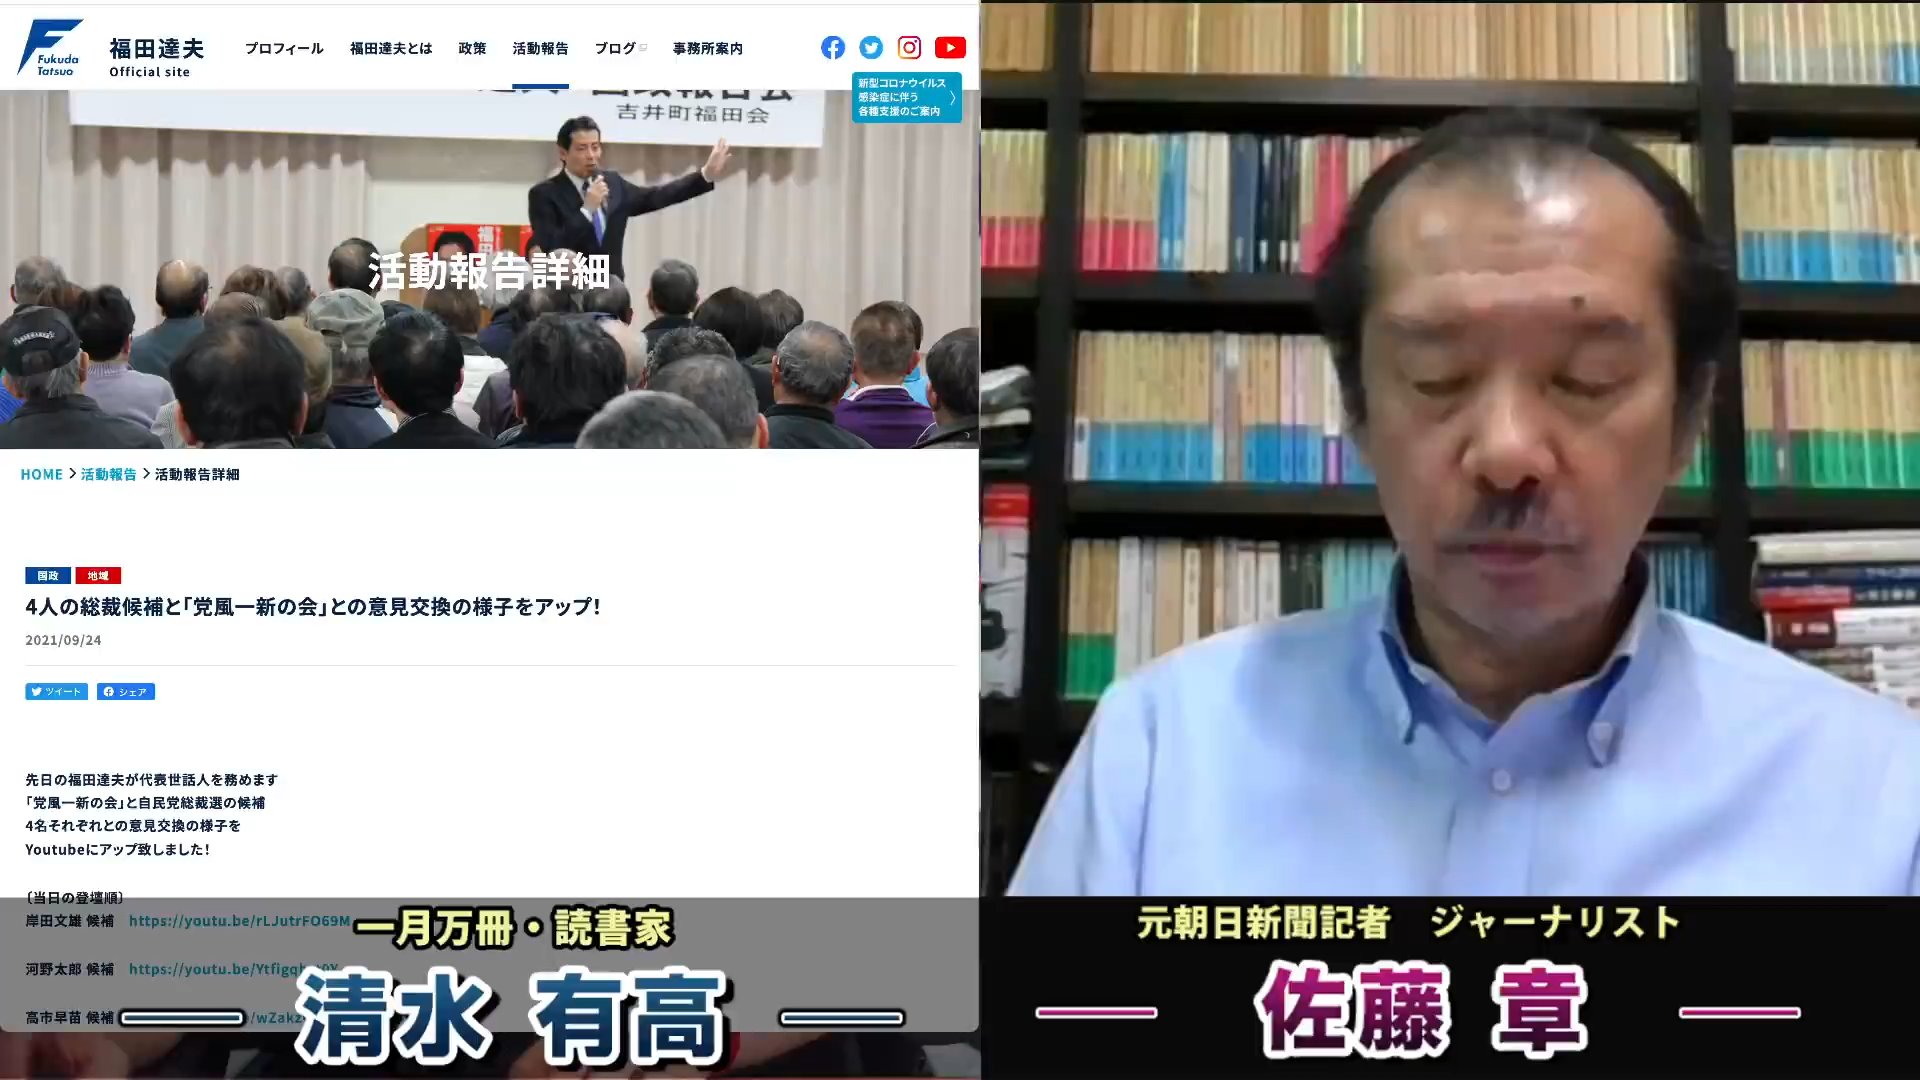 Fukuda
Tatsuo
福田達夫
Official site
プロフィール
福田達夫とは
政策
活動報告
ブログ
事務所案内
新型コロナウイルス
感染症に伴う
各種支援のご案内
吉井町福田会
活動報告詳細
HOME > 活動報告 > 活動報告詳細
国政 地域
4人の総裁候補と「党風一新の会」との意見交換の様子をアップ!
2021/09/24
ツイート シェア
先日の福田達夫が代表世話人を務めます
「党風一新の会」と自民党総裁選の候補
4名それぞれとの意見交換の様子を
Youtubeにアップ致しました!
〔当日の登壇順〕
岸田文雄 候補 https://youtu.be/rLJutrFO69M
河野太郎 候補
高市早苗 候補
一月万冊・読書家
清水 有高
元朝日新聞記者 ジャーナリスト
佐藤 章